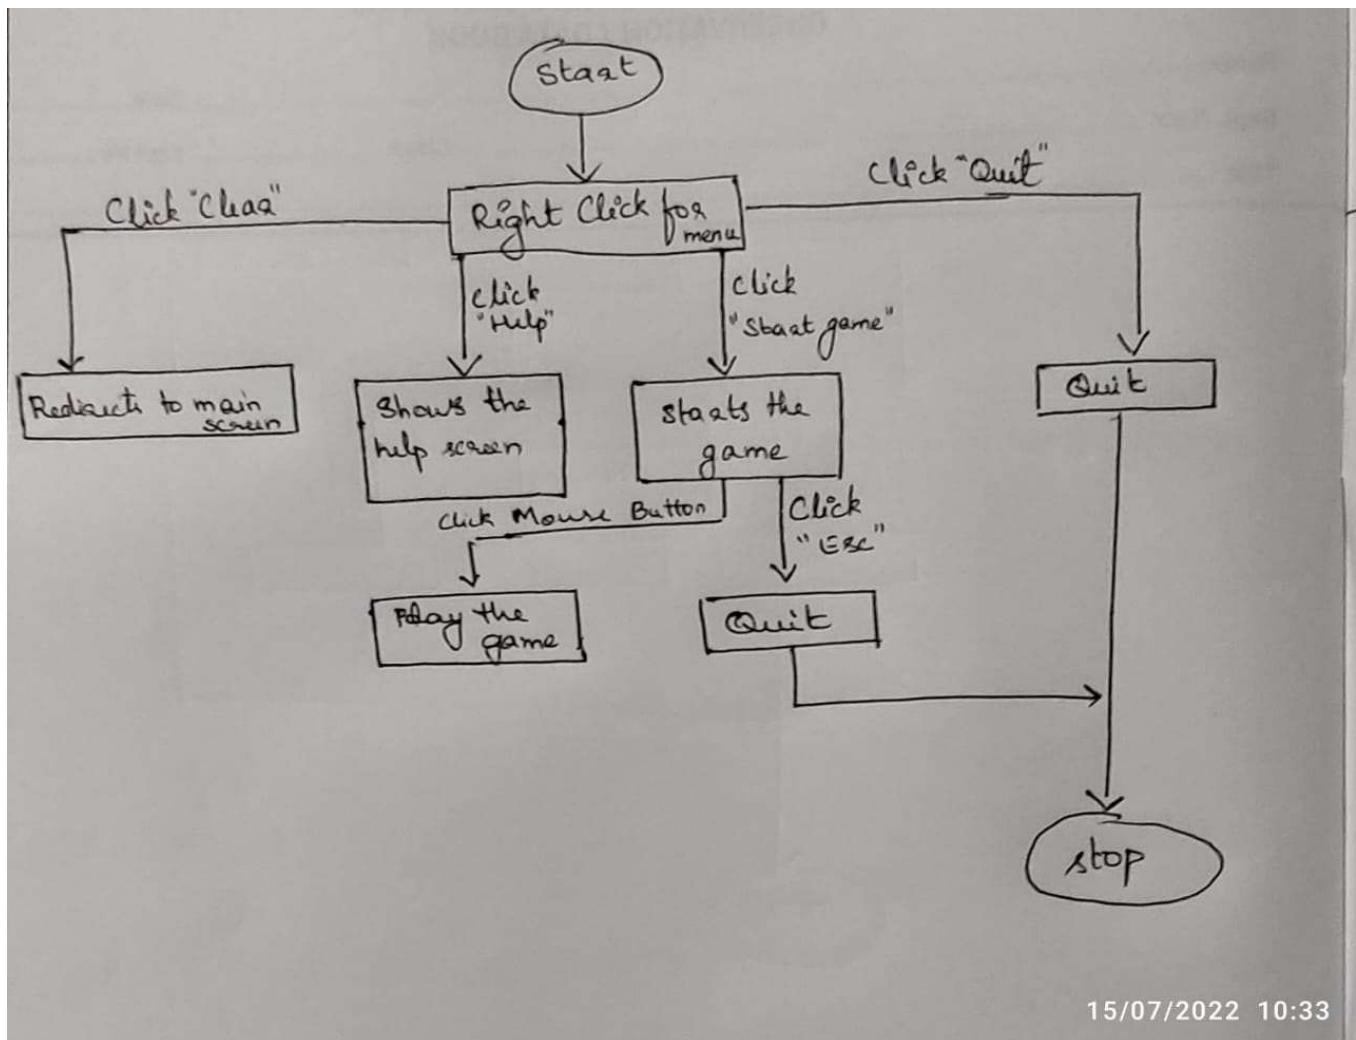 Start
Click "Quit"
Click "Clear"
Right Click for
menu
Click
"Help"
Click
"Start game"
Redirects to main
screen
Shows the
help screen
starts the
game
Quit
Click Mouse Button
Click
"Esc"
Play the
game
Quit
stop
15/07/2022 10:33